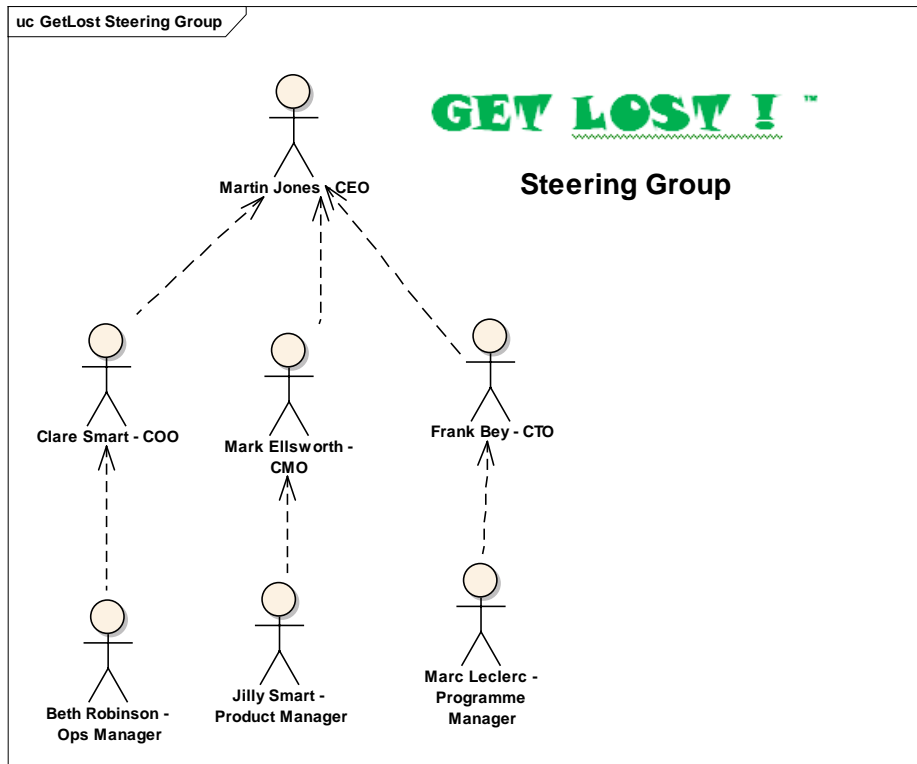 uc GetLost Steering Group
GET LOST ! ™
Steering Group
Martin Jones - CEO
Clare Smart - COO
Mark Ellsworth -
CMO
Frank Bey - CTO
Beth Robinson -
Ops Manager
Jilly Smart -
Product Manager
Marc Leclerc -
Programme
Manager